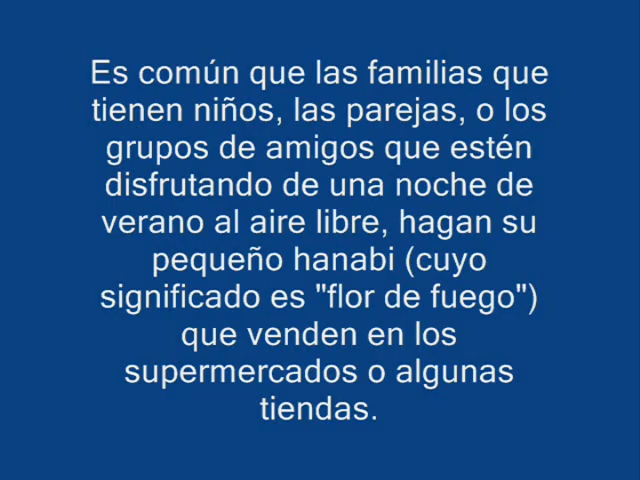 Es común que las familias que
tienen niños, las parejas, o los
grupos de amigos que estén
disfrutando de una noche de
verano al aire libre, hagan su
pequeño hanabi (cuyo
significado es "flor de fuego")
que venden en los
supermercados o algunas
tiendas.